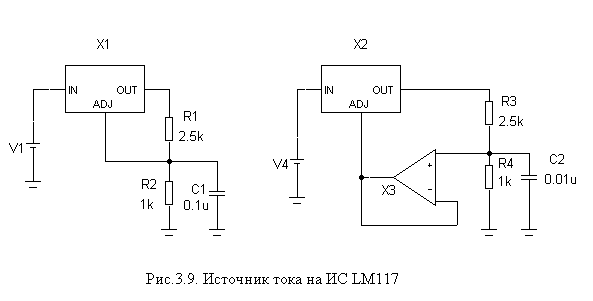 X1
X2
IN
OUT
ADJ
IN
OUT
ADJ
R1
2.5k
R3
2.5k
V1
V4
R2
1k
C1
0.1u
X3
+
-
R4
1k
C2
0.01u
Рис.3.9. Источник тока на ИС LM117